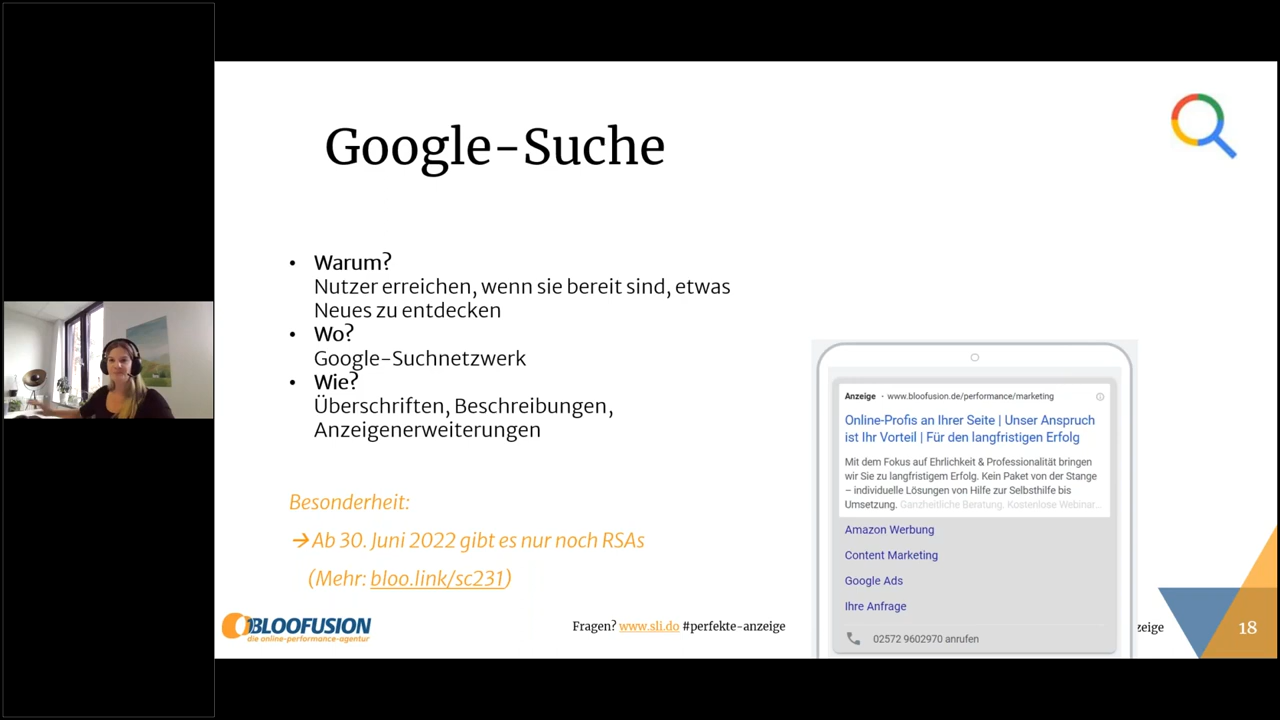 Google-Suche
• Warum?
Nutzer erreichen, wenn sie bereit sind, etwas
Neues zu entdecken
• Wo?
Google-Suchnetzwerk
• Wie?
Überschriften, Beschreibungen,
Anzeigenerweiterungen
Besonderheit:
→ Ab 30. Juni 2022 gibt es nur noch RSAs
(Mehr: bloo.link/sc231)
Anzeige · www.bloofusion.de/performance/marketing
Online-Profis an Ihrer Seite | Unser Anspruch
ist Ihr Vorteil | Für den langfristigen Erfolg
Mit dem Fokus auf Ehrlichkeit & Professionalität bringen
wir Sie zu langfristigem Erfolg. Kein Paket von der Stange
– individuelle Lösungen von Hilfe zur Selbsthilfe bis
Umsetzung. Ganzheitliche Beratung. Kostenlose Webinar...
Amazon Werbung
Content Marketing
Google Ads
Ihre Anfrage
02572 9602970 anrufen
BLOOFUSION
die online-performance-agentur
Fragen? www.sli.do #perfekte-anzeige
zeige
18